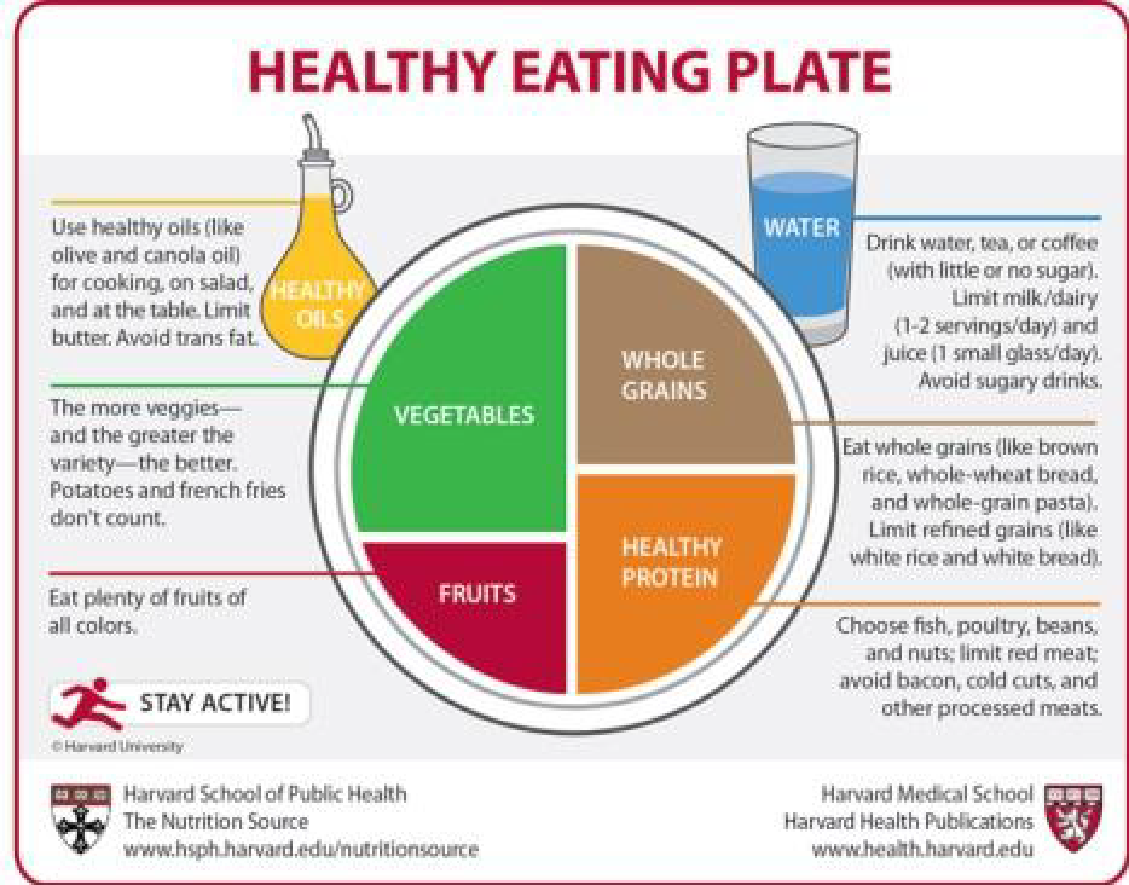 HEALTHY EATING PLATE
Use healthy oils (like
olive and canola oil)
for cooking, on salad,
and at the table. Limit
butter. Avoid trans fat.
HEALTHY
OILS
WATER
Drink water, tea, or coffee
(with little or no sugar).
Limit milk/dairy
(1-2 servings/day) and
juice (1 small glass/day).
Avoid sugary drinks.
The more veggies—
and the greater the
variety—the better.
Potatoes and french fries
don't count.
VEGETABLES
WHOLE
GRAINS
Eat whole grains (like brown
rice, whole-wheat bread,
and whole-grain pasta).
Limit refined grains (like
white rice and white bread).
Eat plenty of fruits of
all colors.
FRUITS
HEALTHY
PROTEIN
Choose fish, poultry, beans,
and nuts; limit red meat;
avoid bacon, cold cuts, and
other processed meats.
STAY ACTIVE!
© Harvard University
Harvard School of Public Health
The Nutrition Source
www.hsph.harvard.edu/nutritionsource
Harvard Medical School
Harvard Health Publications
www.health.harvard.edu